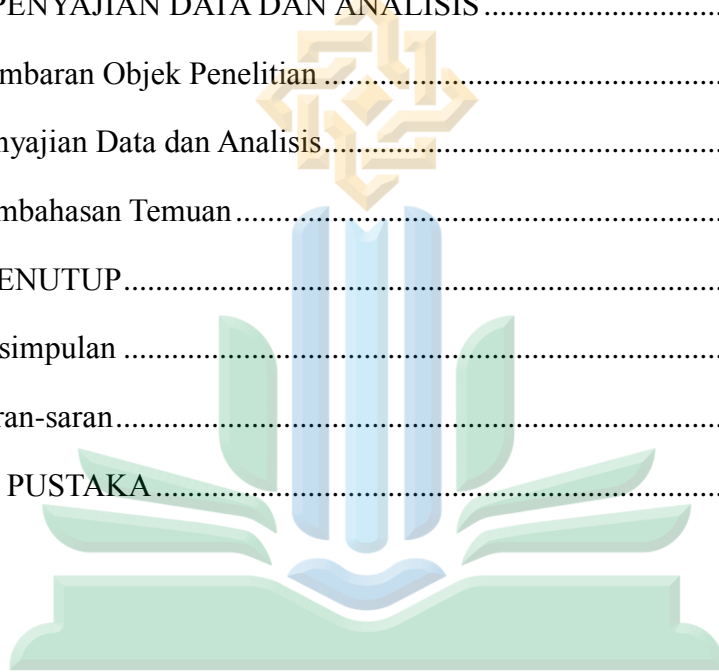 PENYAJIAN DATA DAN ANALISIS....................................
mbaran Objek Penelitian........................................................
nyajian Data dan Analisis.......................................................
mbahasan Temuan...................................................................
ENUTUP..................................................................................
simpulan..................................................................................
ran-saran.................................................................................
PUSTAKA...............................................................................